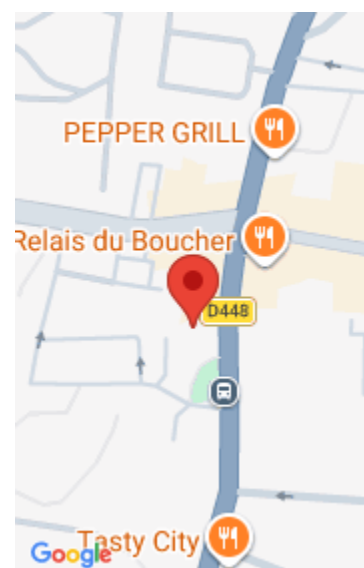 PEPPER GRILL
Relais du Boucher
D448
Tasty City
Google